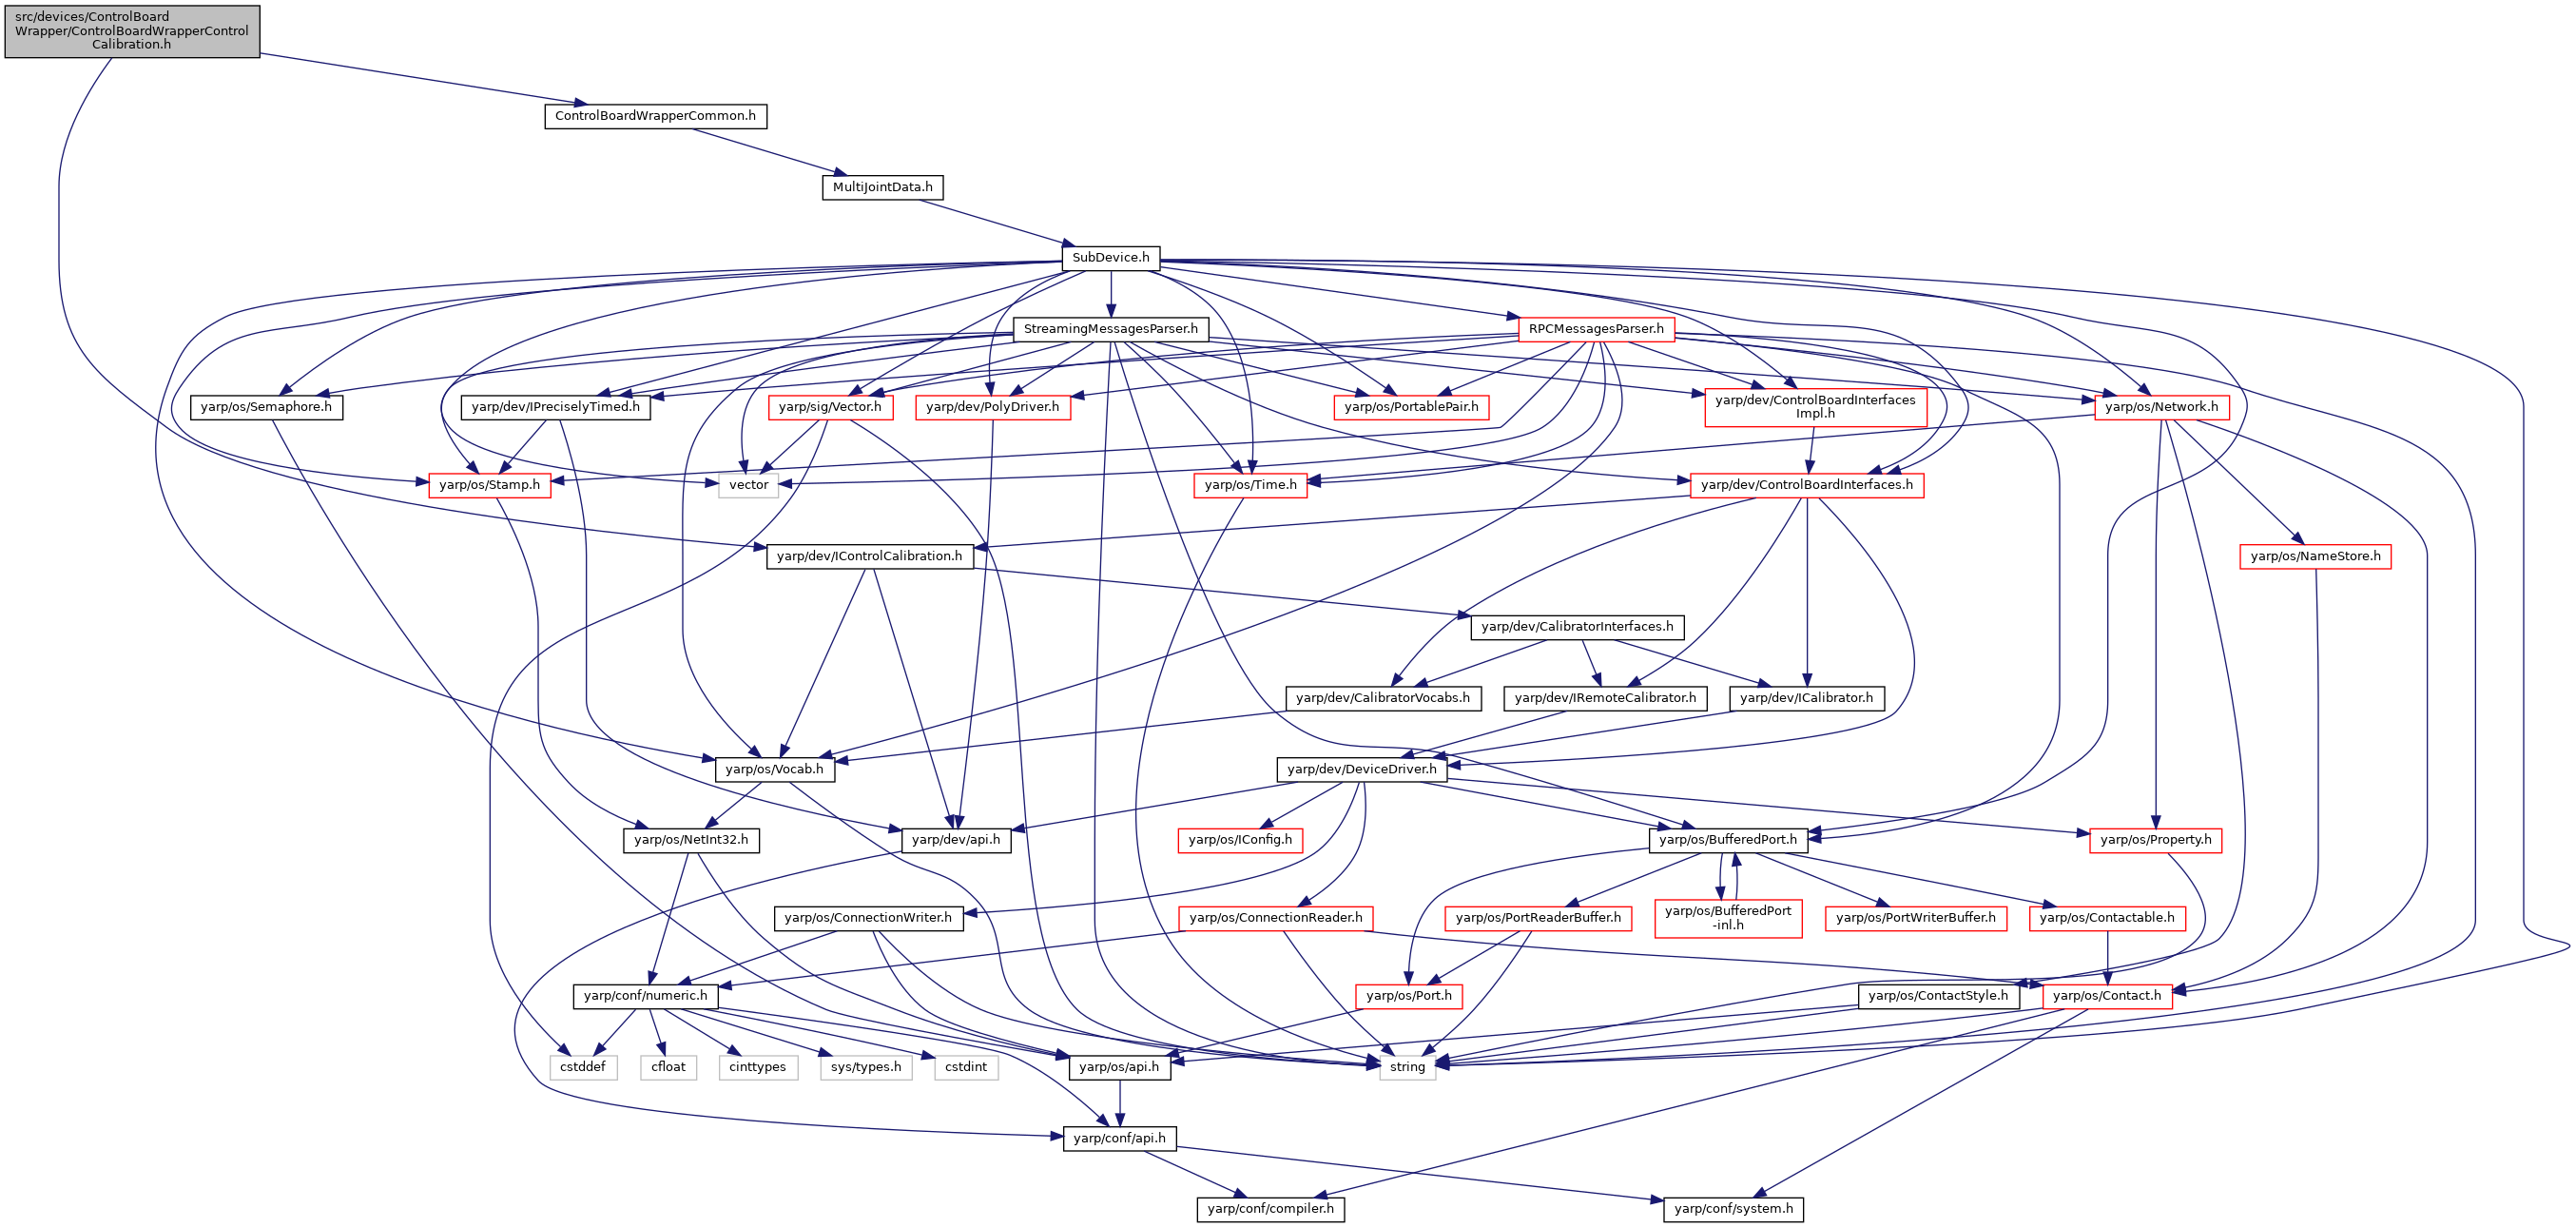 src/devices/ControlBoard
Wrapper/ControlBoardWrapperControl
Calibration.h
ControlBoardWrapperCommon.h
MultiJointData.h
SubDevice.h
StreamingMessagesParser.h
RPCMessagesParser.h
yarp/os/Semaphore.h
yarp/dev/IPreciselyTimed.h
yarp/sig/Vector.h
yarp/dev/PolyDriver.h
yarp/os/PortablePair.h
yarp/dev/ControlBoardInterfaces
Impl.h
yarp/os/Network.h
yarp/os/Stamp.h
vector
yarp/os/Time.h
yarp/dev/ControlBoardInterfaces.h
yarp/dev/IControlCalibration.h
yarp/os/NameStore.h
yarp/dev/CalibratorInterfaces.h
yarp/dev/CalibratorVocabs.h
yarp/dev/IRemoteCalibrator.h
yarp/dev/ICalibrator.h
yarp/os/Vocab.h
yarp/dev/DeviceDriver.h
yarp/os/NetInt32.h
yarp/dev/api.h
yarp/os/IConfig.h
yarp/os/BufferedPort.h
yarp/os/Property.h
yarp/os/ConnectionWriter.h
yarp/os/ConnectionReader.h
yarp/os/PortReaderBuffer.h
yarp/os/BufferedPort
-inl.h
yarp/os/PortWriterBuffer.h
yarp/os/Contactable.h
yarp/conf/numeric.h
yarp/os/Port.h
yarp/os/ContactStyle.h
yarp/os/Contact.h
cstddef
cfloat
cinttypes
sys/types.h
cstdint
yarp/os/api.h
string
yarp/conf/api.h
yarp/conf/compiler.h
yarp/conf/system.h